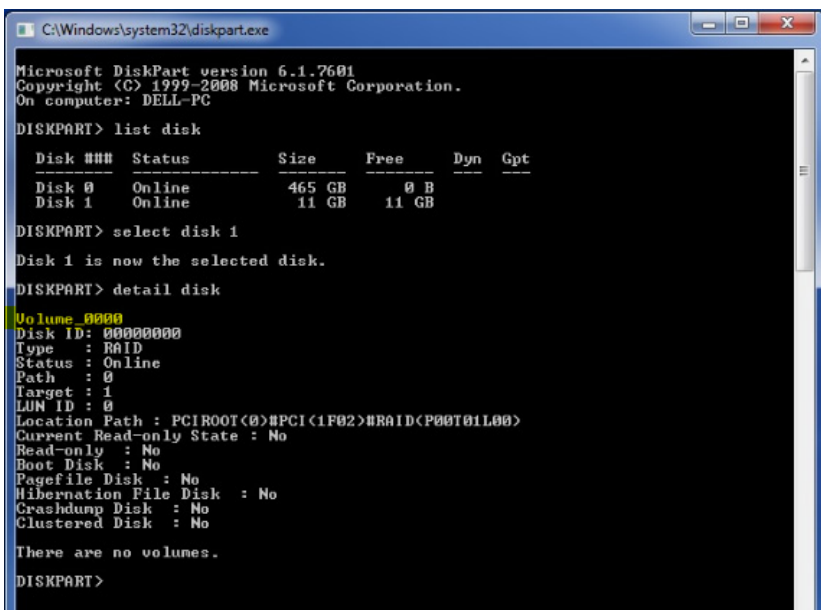 C:\Windows\system32\diskpart.exe
Microsoft DiskPart version 6.1.7601
Copyright (C) 1999-2008 Microsoft Corporation.
On computer: DELL-PC
DISKPART> list disk
Disk ### Status Size Free Dyn Gpt
-------- ------------- ------- ------- --- ---
Disk 0 Online 465 GB 0 B
Disk 1 Online 11 GB 11 GB
DISKPART> select disk 1
Disk 1 is now the selected disk.
DISKPART> detail disk
Volume_0000
Disk ID: 00000000
Type : RAID
Status : Online
Path : 0
Target : 1
LUN ID : 0
Location Path : PCIROOT(0)#PCI(1F02)#RAID(P00T01L00)
Current Read-only State : No
Read-only : No
Boot Disk : No
Pagefile Disk : No
Hibernation File Disk : No
Crashdump Disk : No
Clustered Disk : No
There are no volumes.
DISKPART>